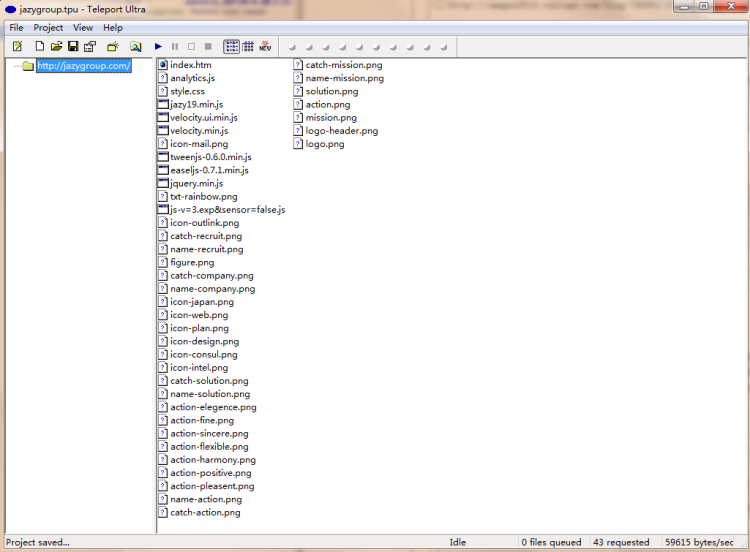 jazygroup.tpu - Teleport Ultra
File Project View Help
NEW
http://jazygroup.com/
index.htm
analytics.js
style.css
jazy19.min.js
velocity.ui.min.js
velocity.min.js
icon-mail.png
tweenjs-0.6.0.min.js
easeljs-0.7.1.min.js
jquery.min.js
txt-rainbow.png
js-v=3.exp&sensor=false.js
icon-outlink.png
catch-recruit.png
name-recruit.png
figure.png
catch-company.png
name-company.png
icon-japan.png
icon-web.png
icon-plan.png
icon-design.png
icon-consul.png
icon-intel.png
catch-solution.png
name-solution.png
action-elegence.png
action-fine.png
action-sincere.png
action-flexible.png
action-harmony.png
action-positive.png
action-pleasent.png
name-action.png
catch-action.png
catch-mission.png
name-mission.png
solution.png
action.png
mission.png
logo-header.png
logo.png
Project saved...
Idle
0 files queued
43 requested
59615 bytes/sec